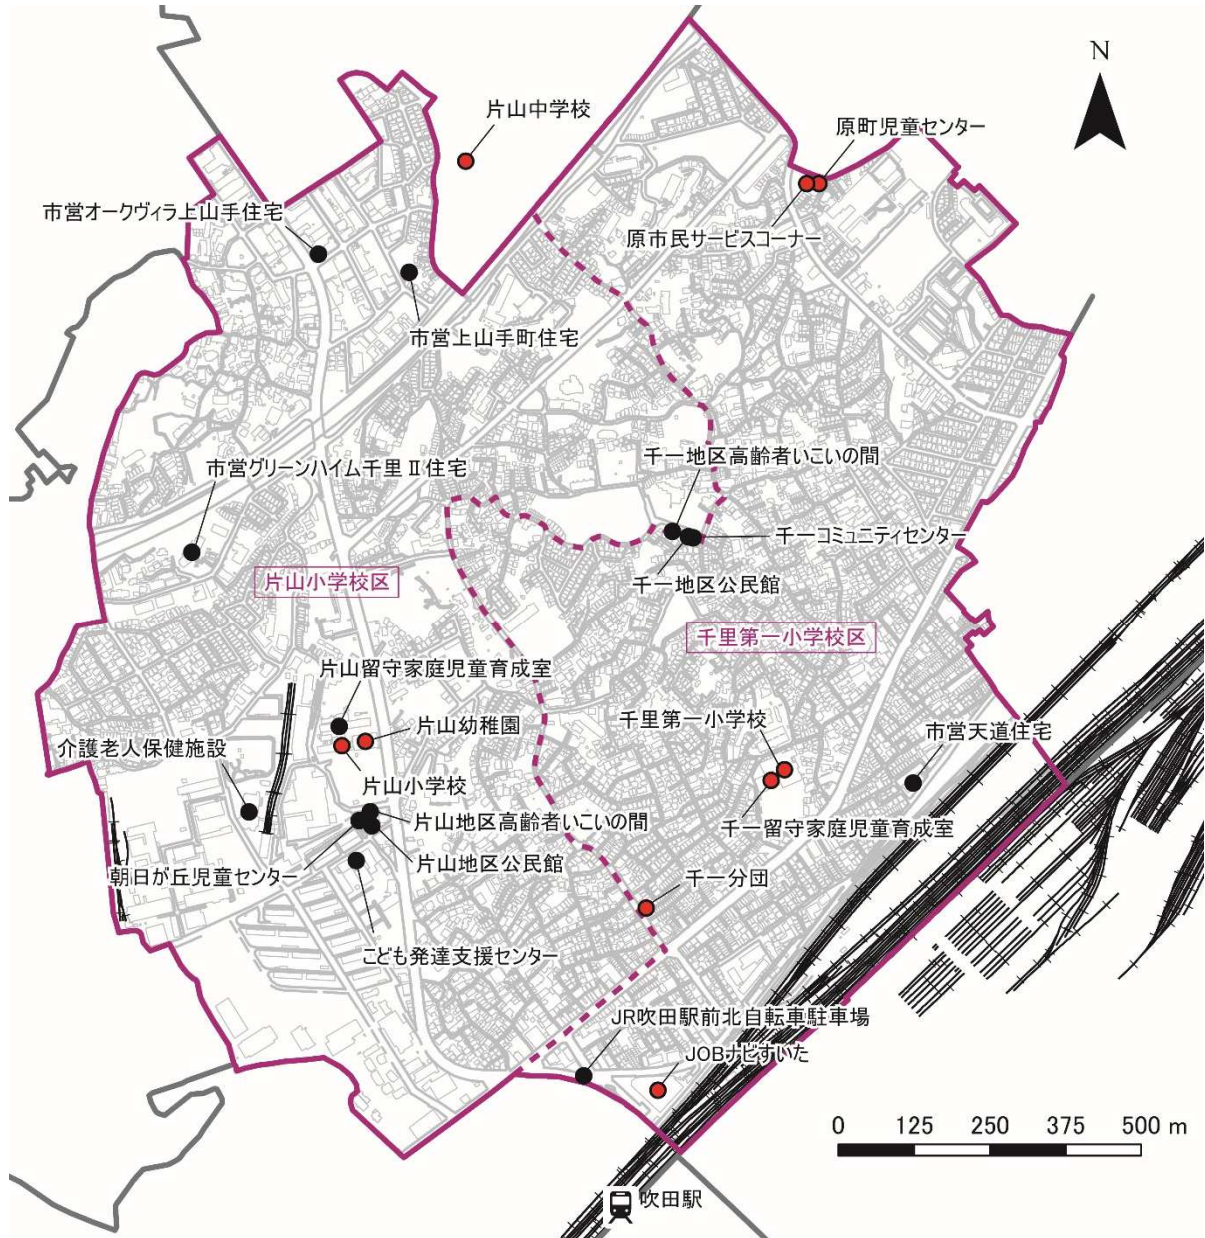 N
片山中学校
原町児童センター
市営オークヴィラ上山手住宅
原市民サービスコーナー
市営上山手町住宅
千一地区高齢者いこいの間
市営グリーンハイム千里Ⅱ住宅
千一コミュニティセンター
千一地区公民館
片山小学校区
千里第一小学校区
片山留守家庭児童育成室
千里第一小学校
片山幼稚園
市営天道住宅
介護老人保健施設
片山小学校
片山地区高齢者いこいの間
千一留守家庭児童育成室
片山地区公民館
朝日が丘児童センター
千一分団
こども発達支援センター
JR吹田駅前北自転車駐車場
JOBナビすいた
0 125 250 375 500 m
吹田駅